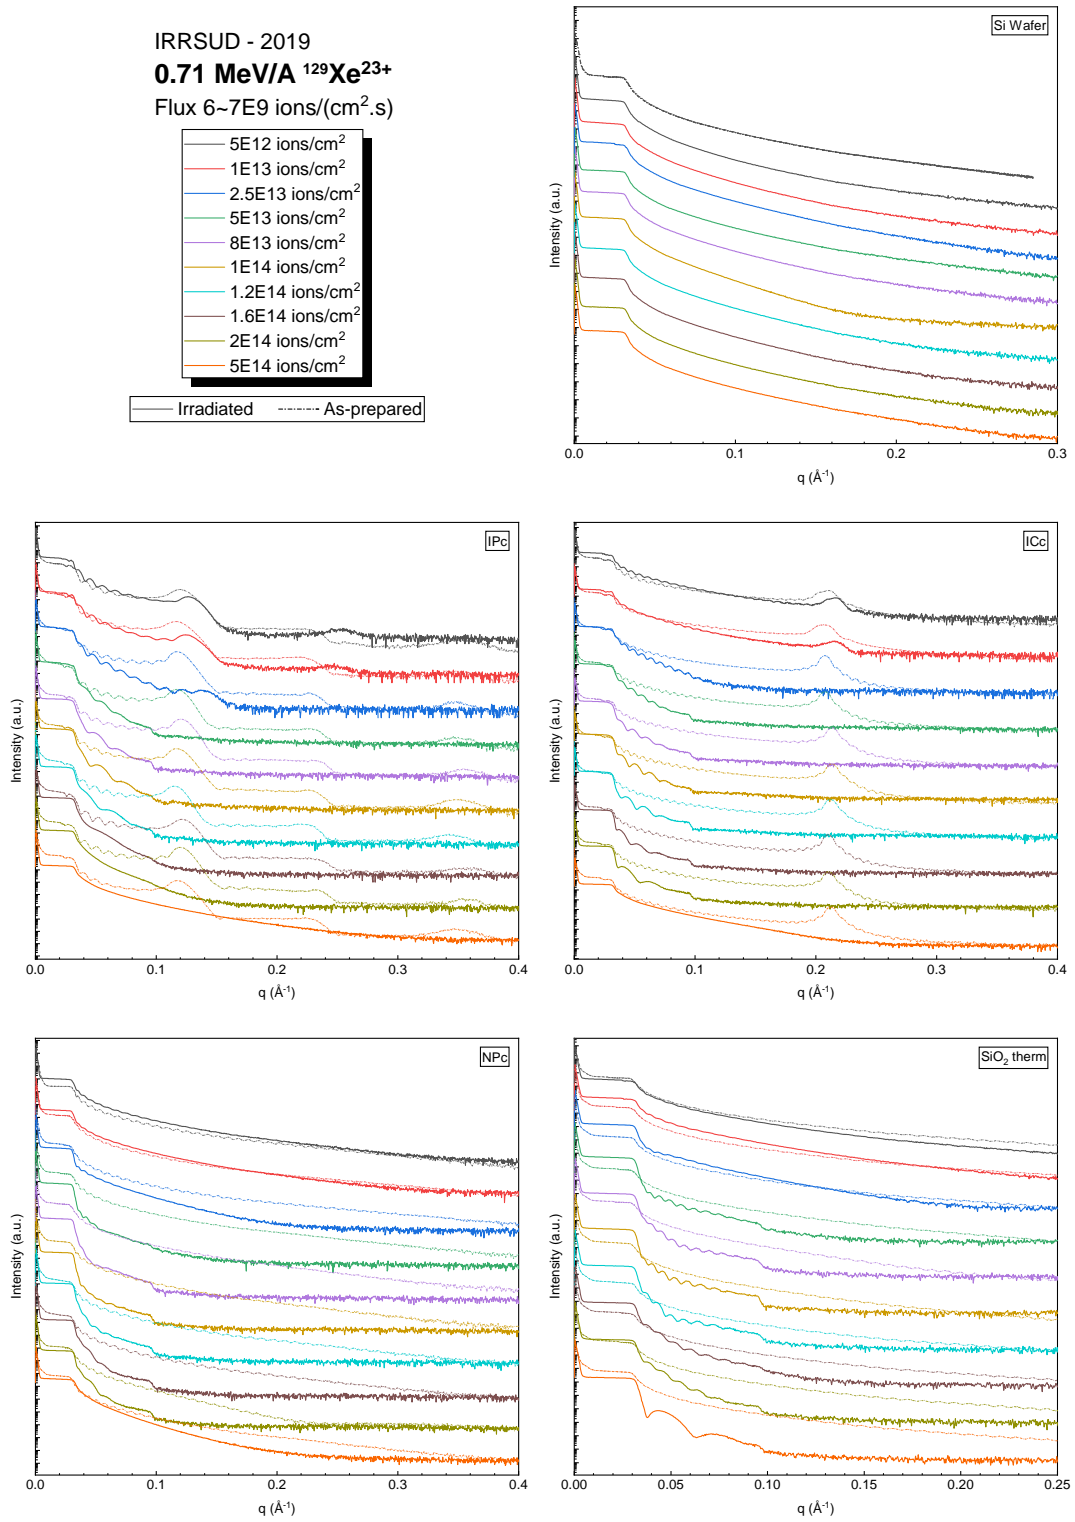 IRRSUD - 2019
0.71 MeV/A ¹²⁹Xe²³⁺
Flux 6~7E9 ions/(cm².s)
5E12 ions/cm²
1E13 ions/cm²
2.5E13 ions/cm²
5E13 ions/cm²
8E13 ions/cm²
1E14 ions/cm²
1.2E14 ions/cm²
1.6E14 ions/cm²
2E14 ions/cm²
5E14 ions/cm²
Irradiated As-prepared
Si Wafer
Intensity (a.u.)
0.0 0.1 0.2 0.3
q (Å⁻¹)
IPc
Intensity (a.u.)
0.0 0.1 0.2 0.3 0.4
q (Å⁻¹)
ICc
Intensity (a.u.)
0.0 0.1 0.2 0.3 0.4
q (Å⁻¹)
NPc
Intensity (a.u.)
0.0 0.1 0.2 0.3 0.4
q (Å⁻¹)
SiO₂ therm
Intensity (a.u.)
0.00 0.05 0.10 0.15 0.20 0.25
q (Å⁻¹)